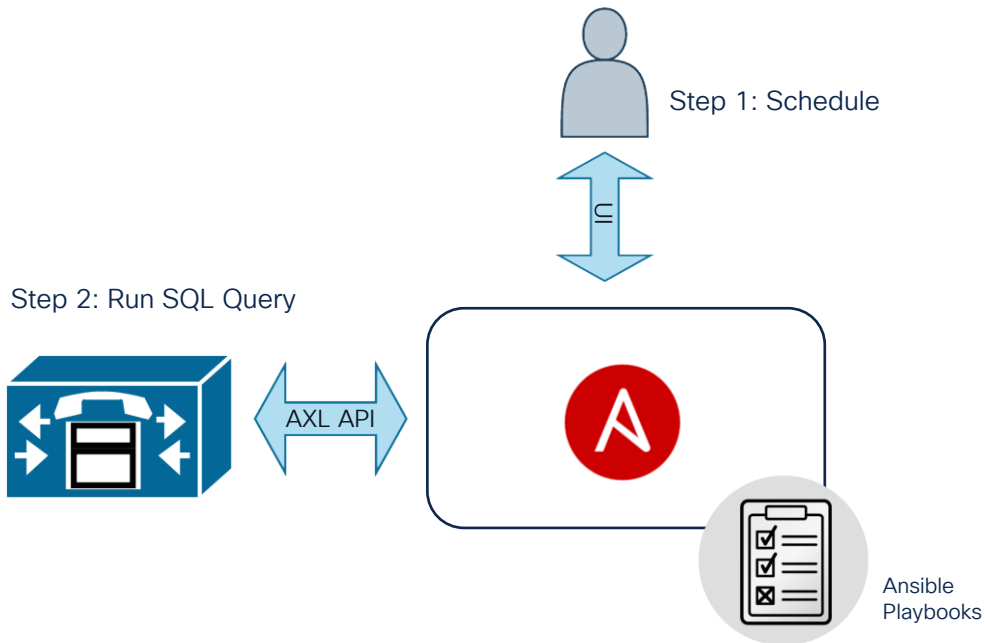 Step 1: Schedule
UI
Step 2: Run SQL Query
AXL API
Ansible
Playbooks